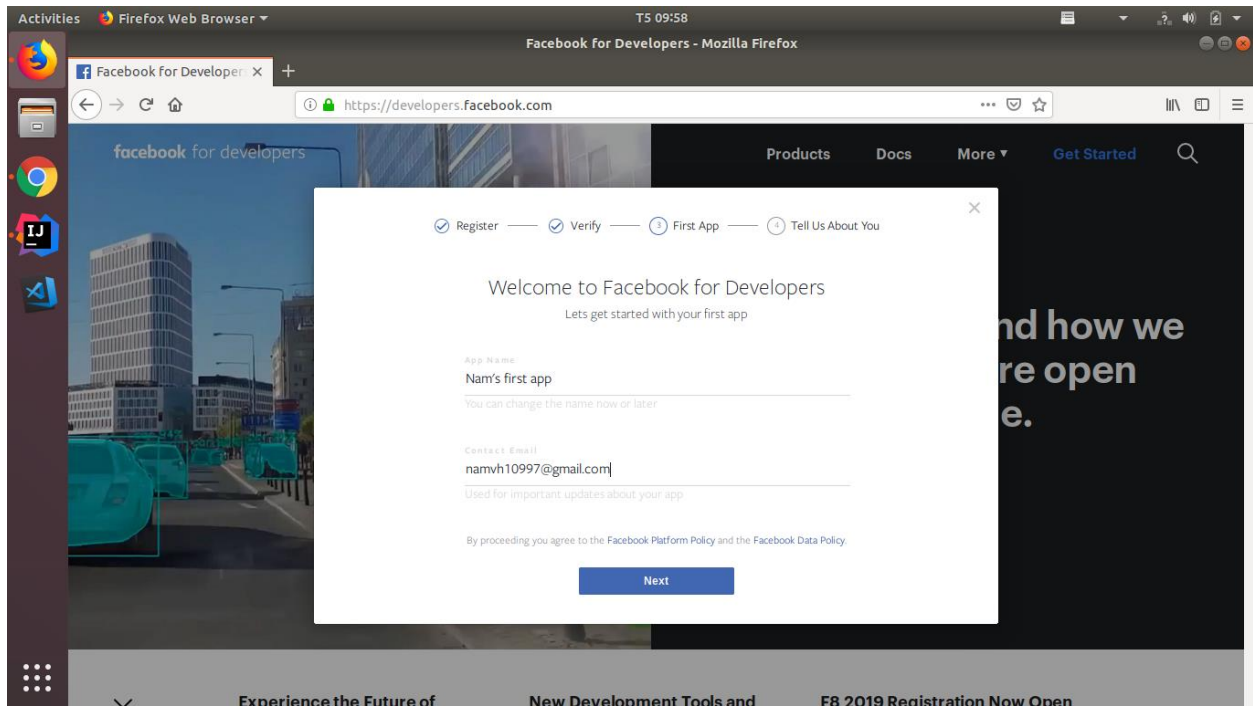 Activities Firefox Web Browser ▾ T5 09:58
Facebook for Developers - Mozilla Firefox
Facebook for Developers
https://developers.facebook.com
facebook for developers Products Docs More ▾ Get Started
Register Verify 3 First App 4 Tell Us About You
Welcome to Facebook for Developers
Lets get started with your first app
nd how we
re open
e.
App Name
Nam's first app
You can change the name now or later
Contact Email
namvh10997@gmail.com
Used for important updates about your app
By proceeding you agree to the Facebook Platform Policy and the Facebook Data Policy.
Next
Experience the Future of New Development Tools and F8 2019 Registration Now Open